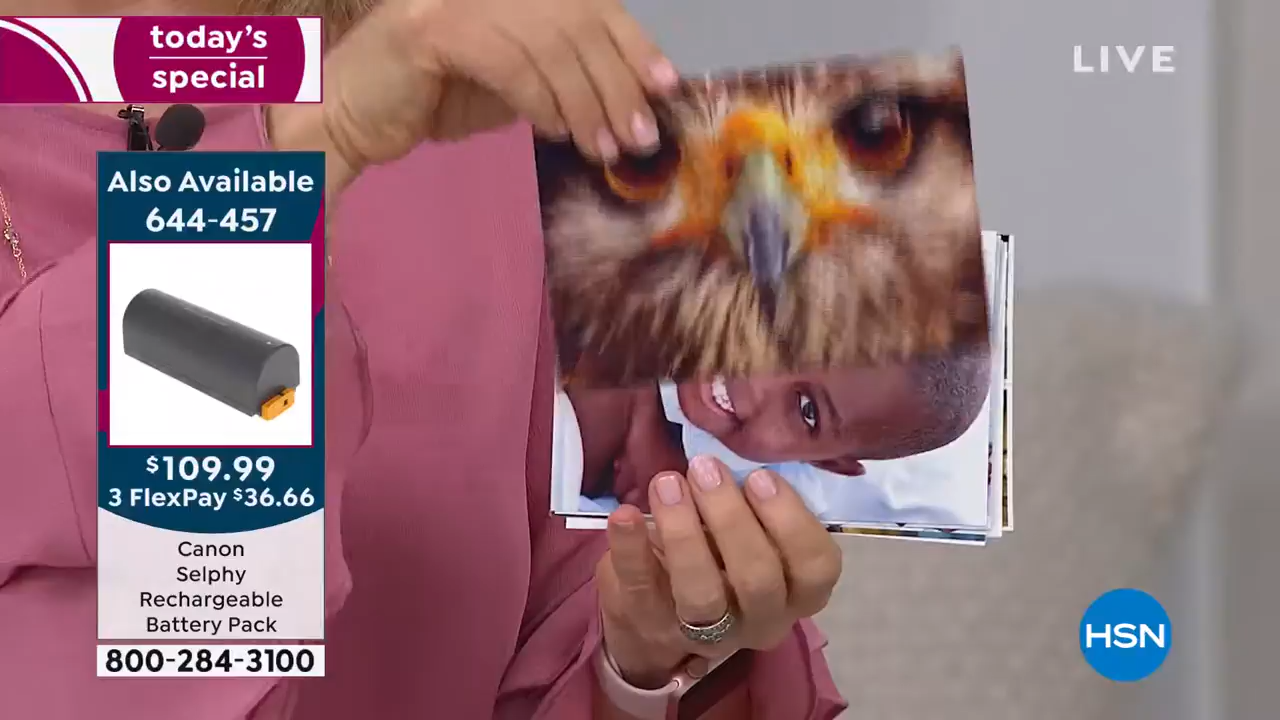 today's
special
Also Available
644-457
$109.99
3 FlexPay $36.66
Canon
Selphy
Rechargeable
Battery Pack
800-284-3100
LIVE
HSN